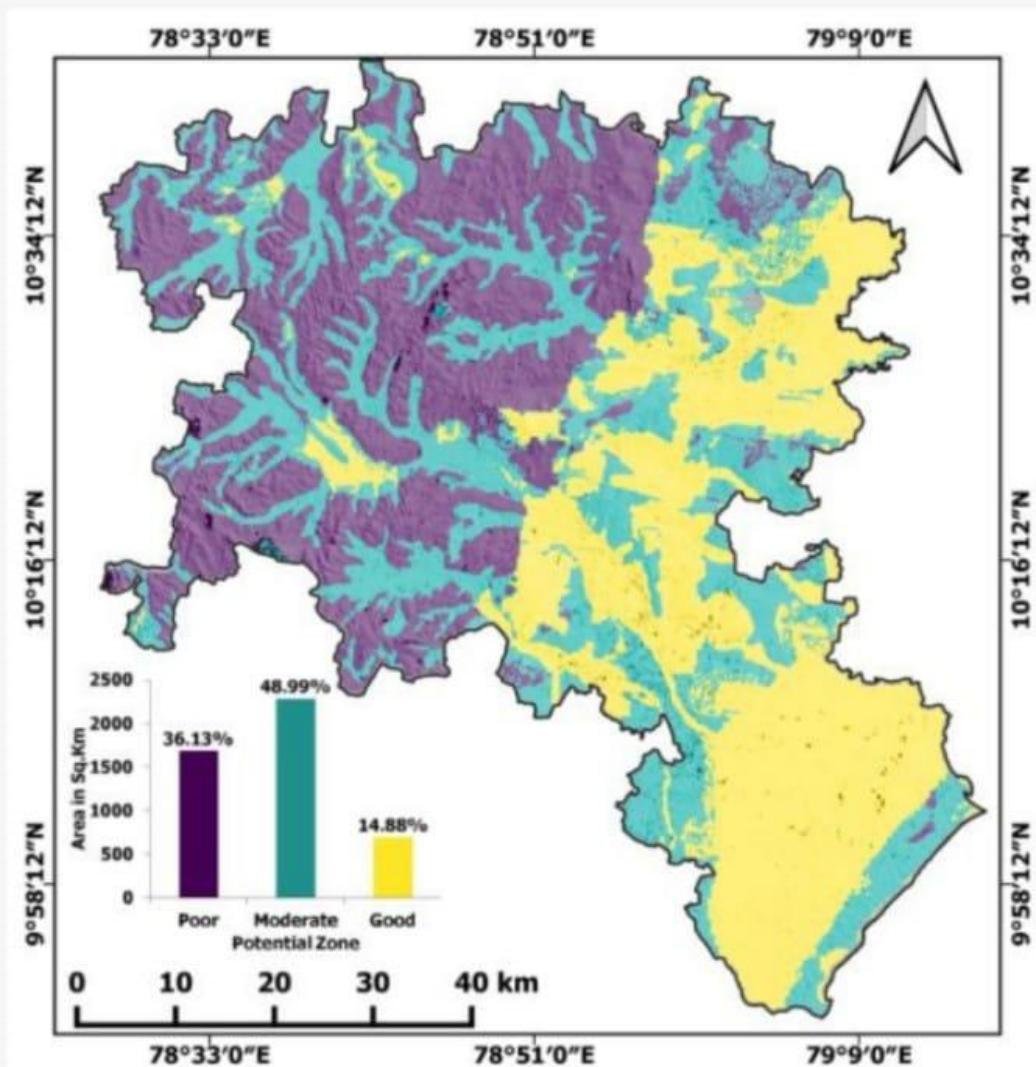 78°33′0″E 78°51′0″E 79°9′0″E
10°34′12″N
10°34′12″N
10°16′12″N
10°16′12″N
9°58′12″N
9°58′12″N
2500
2000
1500
1000
500
0
Area in Sq.Km
36.13%
48.99%
14.88%
Poor Moderate Good
Potential Zone
0 10 20 30 40 km
78°33′0″E 78°51′0″E 79°9′0″E